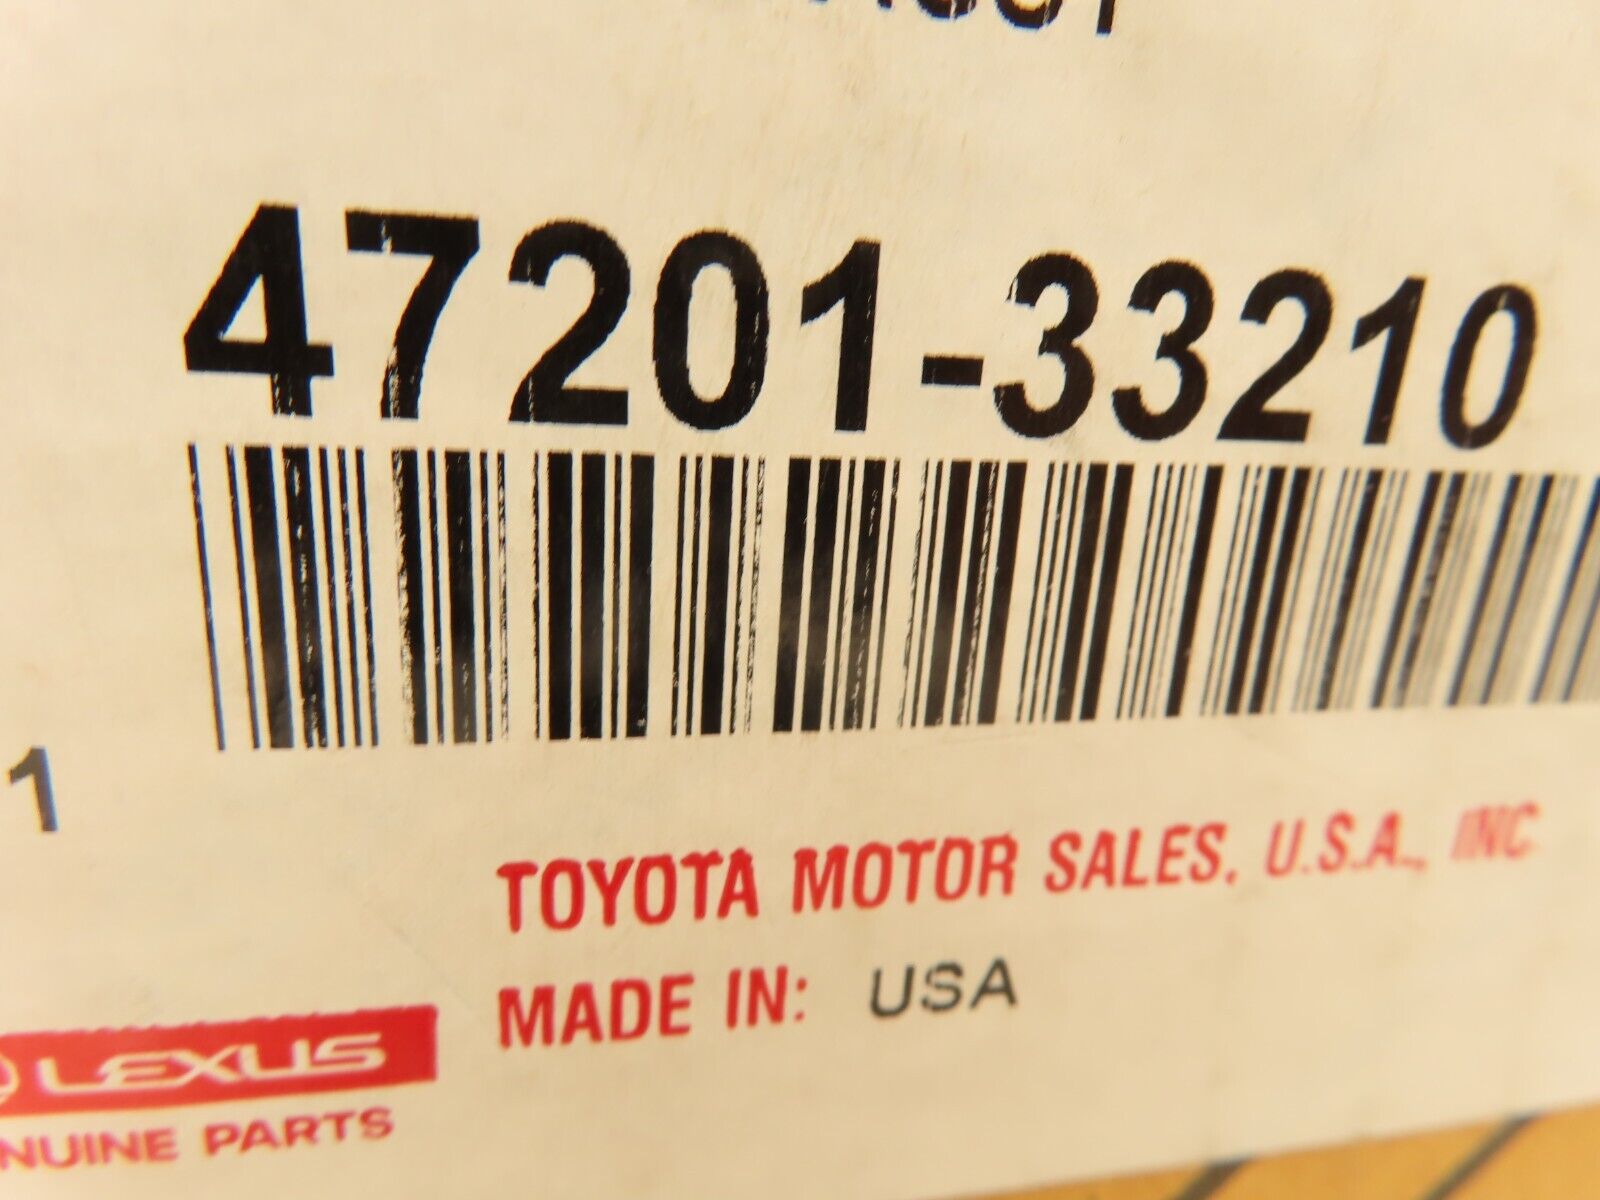 47201-33210
1
TOYOTA MOTOR SALES, U.S.A., INC
MADE IN: USA
LEXUS
NUINE PARTS